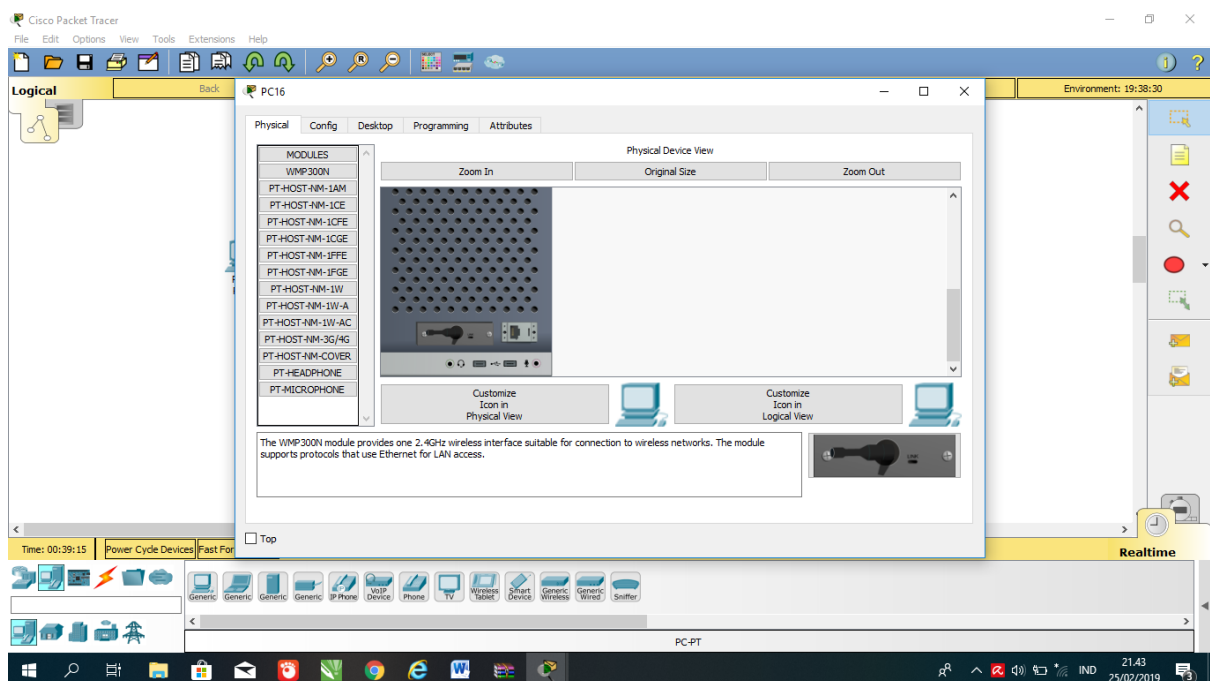 Cisco Packet Tracer
File Edit Options View Tools Extensions Help
Logical
Back
Environment: 19:38:30
PC16
Physical Config Desktop Programming Attributes
MODULES
WMP300N
PT-HOST-NM-1AM
PT-HOST-NM-1CE
PT-HOST-NM-1CFE
PT-HOST-NM-1CGE
PT-HOST-NM-1FFE
PT-HOST-NM-1FGE
PT-HOST-NM-1W
PT-HOST-NM-1W-A
PT-HOST-NM-1W-AC
PT-HOST-NM-3G/4G
PT-HOST-NM-COVER
PT-HEADPHONE
PT-MICROPHONE
Physical Device View
Zoom In Original Size Zoom Out
Customize
Icon in
Physical View
Customize
Icon in
Logical View
The WMP300N module provides one 2.4GHz wireless interface suitable for connection to wireless networks. The module
supports protocols that use Ethernet for LAN access.
LINK
Top
Time: 00:39:15 Power Cycle Devices Fast For
Realtime
Generic Generic Generic Generic IP Phone VoIP Device Phone TV Wireless Tablet Smart Device Generic Wireless Generic Wired Sniffer
PC-PT
IND
21.43
25/02/2019
3